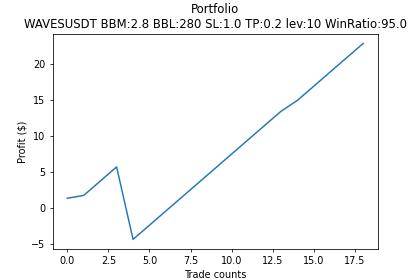 Portfolio
WAVESUSDT BBM:2.8 BBL:280 SL:1.0 TP:0.2 lev:10 WinRatio:95.0
20
15
10
5
0
−5
Profit ($)
0.0 2.5 5.0 7.5 10.0 12.5 15.0 17.5
Trade counts